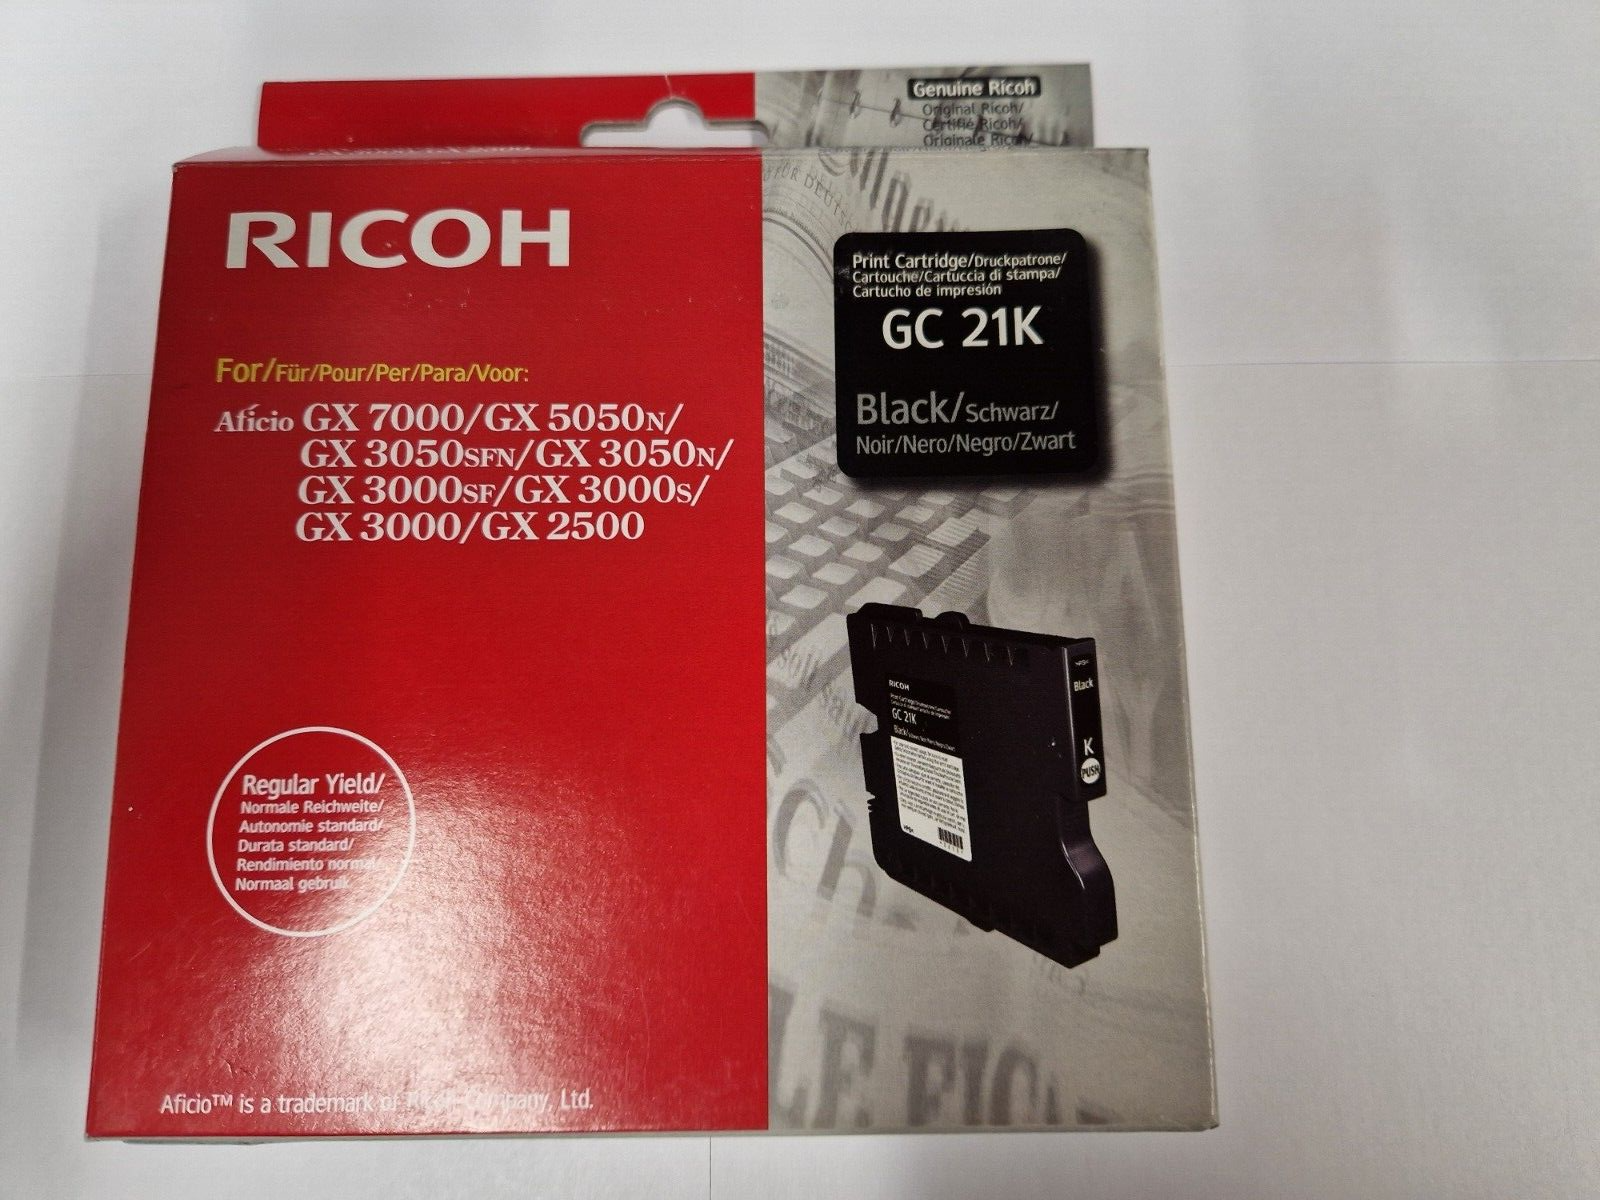 Genuine Ricoh
Original Ricoh/
Certifié Ricoh/
Originale Ricoh/
RICOH
Print Cartridge/Druckpatrone/
Cartouche/Cartuccia di stampa/
Cartucho de impresión
GC 21K
Black/Schwarz/
Noir/Nero/Negro/Zwart
For/Für/Pour/Per/Para/Voor:
Aficio GX 7000/GX 5050N/
GX 3050SFN/GX 3050N/
GX 3000SF/GX 3000S/
GX 3000/GX 2500
RICOH
GC 21K
Black/
Black
K
PUSH
Regular Yield/
Normale Reichweite/
Autonomie standard/
Durata standard/
Rendimiento normal/
Normaal gebruik
Aficio™ is a trademark of Ricoh Company, Ltd.